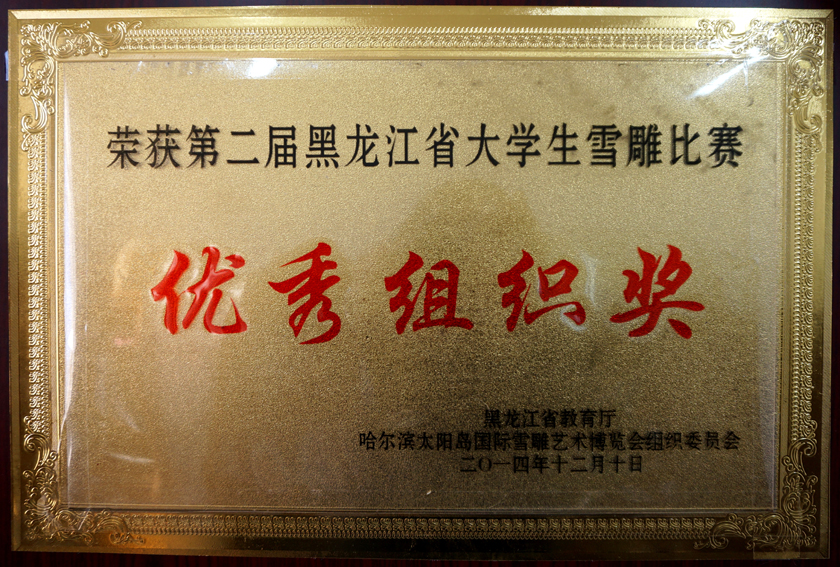 荣获第二届黑龙江省大学生雪雕比赛
优秀组织奖
黑龙江省教育厅
哈尔滨太阳岛国际雪雕艺术博览会组织委员会
二〇一四年十二月十日